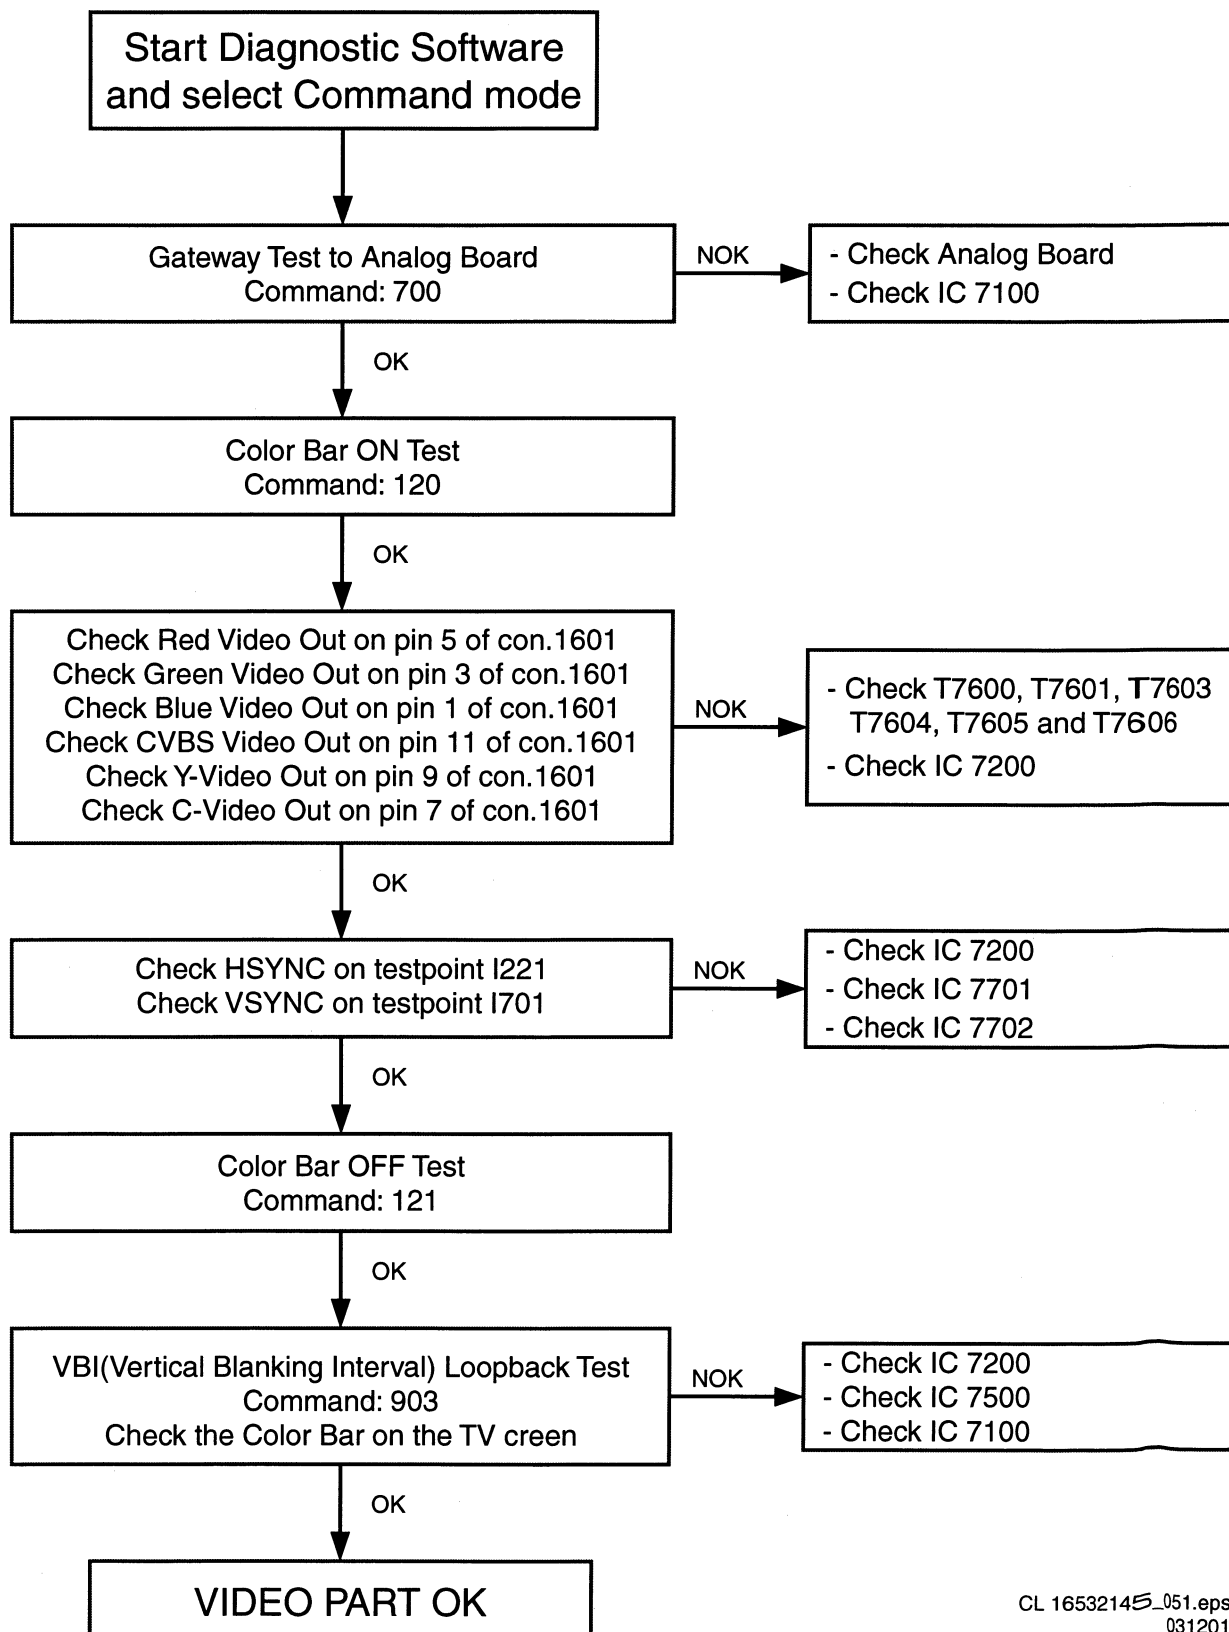 Start Diagnostic Software
and select Command mode
Gateway Test to Analog Board
Command: 700
NOK
- Check Analog Board
- Check IC 7100
OK
Color Bar ON Test
Command: 120
OK
Check Red Video Out on pin 5 of con.1601
Check Green Video Out on pin 3 of con.1601
Check Blue Video Out on pin 1 of con.1601
Check CVBS Video Out on pin 11 of con.1601
Check Y-Video Out on pin 9 of con.1601
Check C-Video Out on pin 7 of con.1601
NOK
- Check T7600, T7601, T7603
T7604, T7605 and T7606
- Check IC 7200
OK
Check HSYNC on testpoint I221
Check VSYNC on testpoint I701
NOK
- Check IC 7200
- Check IC 7701
- Check IC 7702
OK
Color Bar OFF Test
Command: 121
OK
VBI(Vertical Blanking Interval) Loopback Test
Command: 903
Check the Color Bar on the TV creen
NOK
- Check IC 7200
- Check IC 7500
- Check IC 7100
OK
VIDEO PART OK
CL 16532145_051.eps
031201